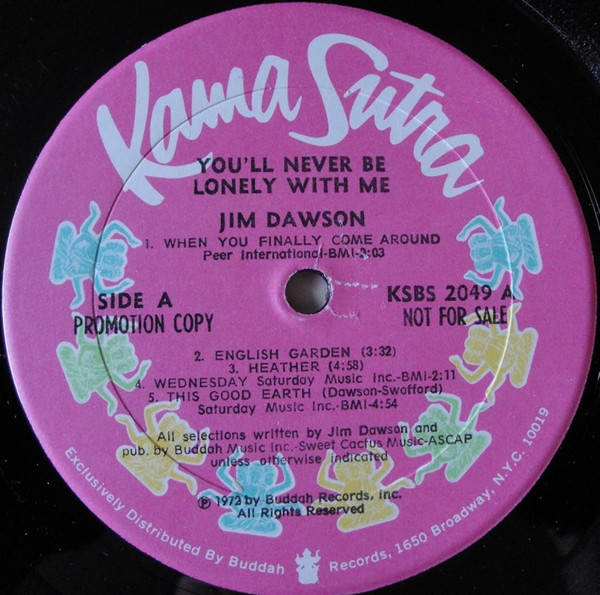 Kama Sutra
YOU'LL NEVER BE
LONELY WITH ME
JIM DAWSON
1. WHEN YOU FINALLY COME AROUND
Peer International-BMI-3:03
SIDE A
PROMOTION COPY
KSBS 2049 A
NOT FOR SALE
2. ENGLISH GARDEN (3:32)
3. HEATHER (4:58)
4. WEDNESDAY Saturday Music Inc.-BMI-2:11
5. THIS GOOD EARTH (Dawson-Swofford)
Saturday Music Inc.-BMI-4:54
All selections written by Jim Dawson and
pub. by Buddah Music Inc.-Sweet Cactus Music-ASCAP
unless otherwise indicated
℗ 1972 by Buddah Records, Inc.
All Rights Reserved
Exclusively Distributed By Buddah Records, 1650 Broadway, N.Y.C. 10019